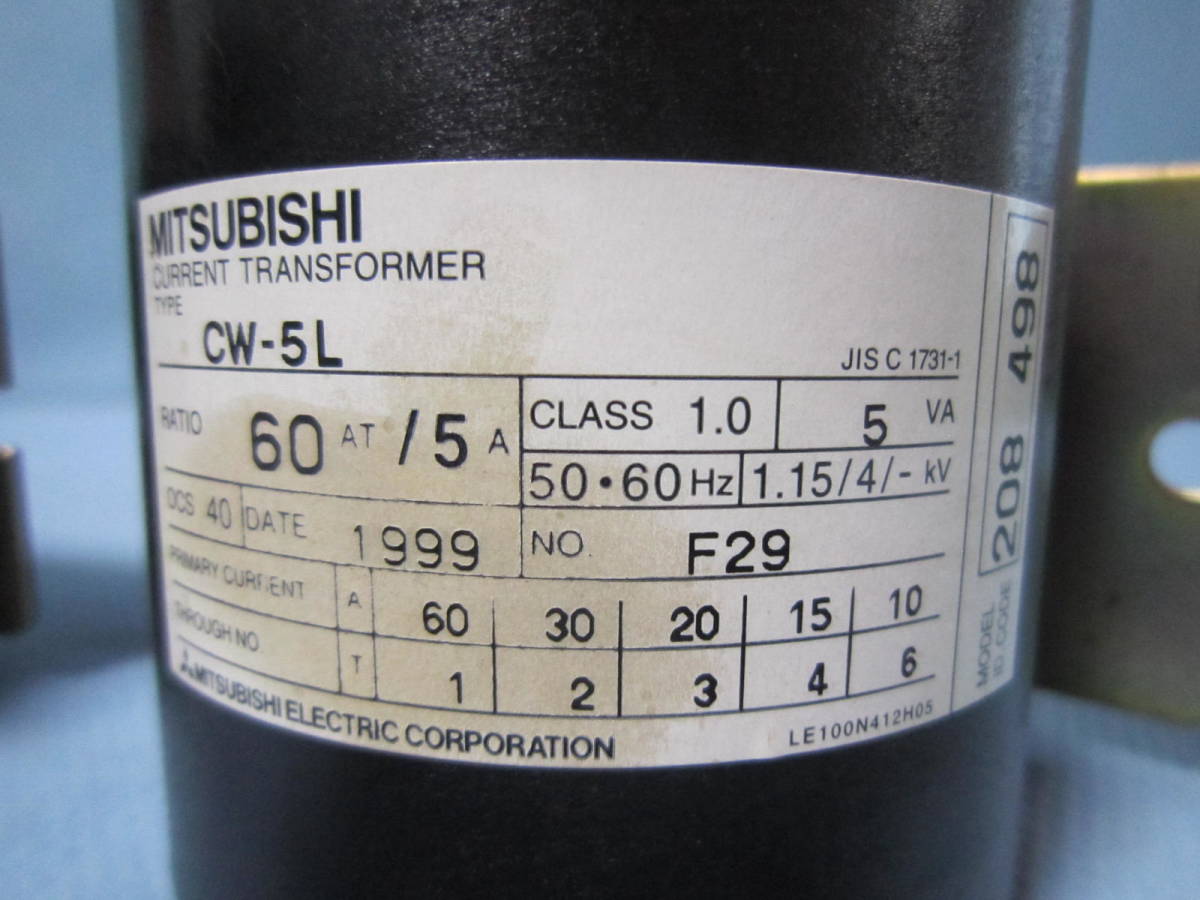 MITSUBISHI
CURRENT TRANSFORMER
TYPE
CW-5L
JIS C 1731-1
RATIO 60 AT /5 A
CLASS 1.0 5 VA
50・60 Hz 1.15/4/- kV
DCS 40 DATE 1999 NO. F29
PRIMARY CURRENT A 60 30 20 15 10
THROUGH NO. T 1 2 3 4 6
MITSUBISHI ELECTRIC CORPORATION
LE100N412H05
MODEL
ID CODE
208 498